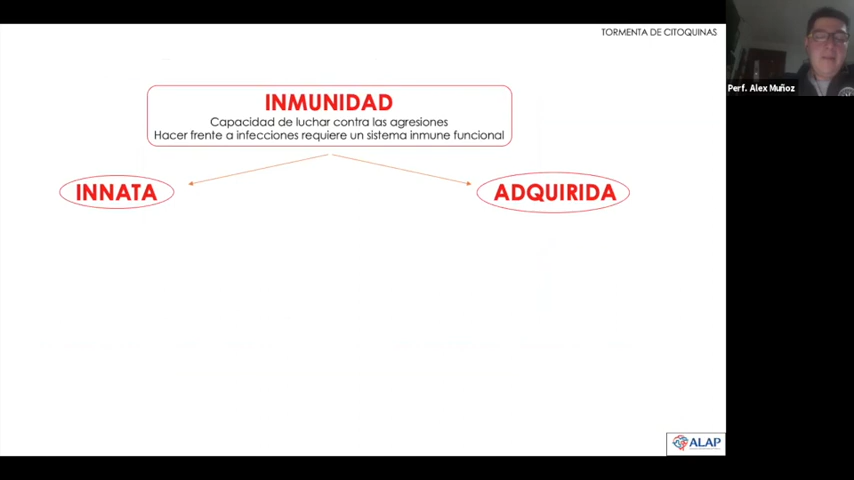 TORMENTA DE CITOQUINAS
Perf. Alex Muñoz
INMUNIDAD
Capacidad de luchar contra las agresiones
Hacer frente a infecciones requiere un sistema inmune funcional
INNATA
ADQUIRIDA
ALAP